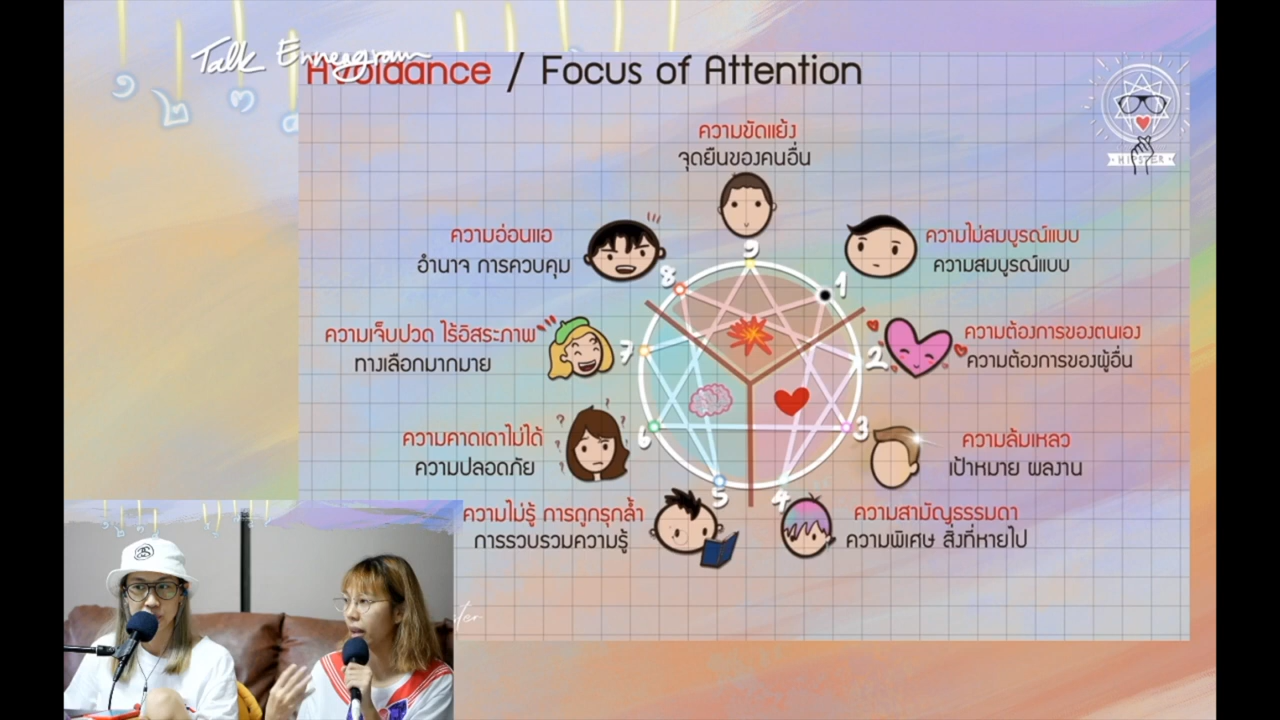 Talk Enneagram
Avoidance / Focus of Attention
HIPSTER
ความขัดแย้ง
จุดยืนของคนอื่น
ความอ่อนแอ
อำนาจ การควบคุม
ความไม่สมบูรณ์แบบ
ความสมบูรณ์แบบ
ความเจ็บปวด ไร้อิสระภาพ
ทางเลือกมากมาย
ความต้องการของตนเอง
ความต้องการของผู้อื่น
ความคาดเดาไม่ได้
ความปลอดภัย
ความล้มเหลว
เป้าหมาย ผลงาน
ความไม่รู้ การถูกรุกล้ำ
การรวบรวมความรู้
ความสามัญธรรมดา
ความพิเศษ สิ่งที่หายไป
9
8
1
7
2
6
3
5
4
๑
๒
๓